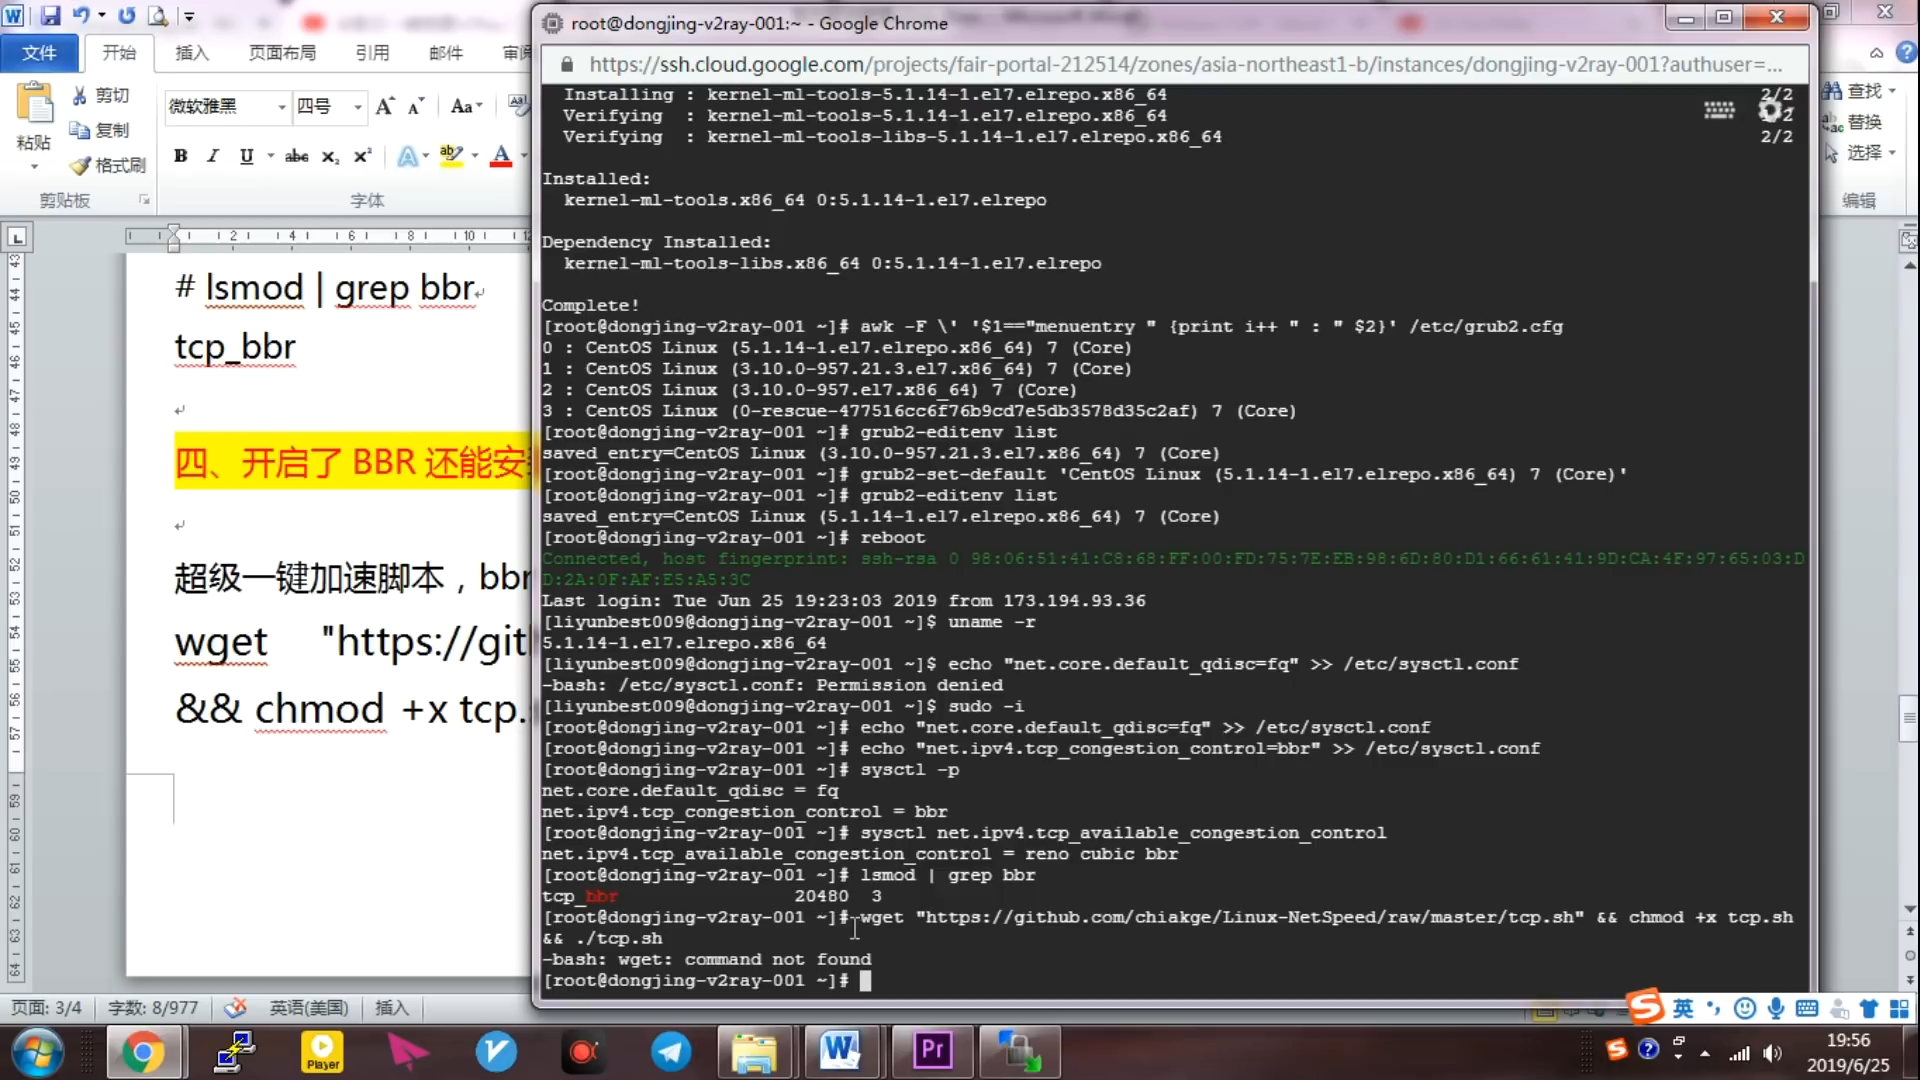 root@dongjing-v2ray-001:~ - Google Chrome
https://ssh.cloud.google.com/projects/fair-portal-212514/zones/asia-northeast1-b/instances/dongjing-v2ray-001?authuser=...
文件 开始 插入 页面布局 引用 邮件 审阅
剪切
复制
格式刷
粘贴
剪贴板
微软雅黑 四号
字体
查找
替换
选择
编辑
# lsmod | grep bbr
tcp_bbr
四、开启了 BBR 还能安
超级一键加速脚本，bbr
wget "https://gith
&& chmod +x tcp.s
Installing : kernel-ml-tools-5.1.14-1.el7.elrepo.x86_64 2/2
Verifying : kernel-ml-tools-5.1.14-1.el7.elrepo.x86_64
Verifying : kernel-ml-tools-libs-5.1.14-1.el7.elrepo.x86_64 2/2
Installed:
kernel-ml-tools.x86_64 0:5.1.14-1.el7.elrepo
Dependency Installed:
kernel-ml-tools-libs.x86_64 0:5.1.14-1.el7.elrepo
Complete!
[root@dongjing-v2ray-001 ~]# awk -F \' '$1=="menuentry " {print i++ " : " $2}' /etc/grub2.cfg
0 : CentOS Linux (5.1.14-1.el7.elrepo.x86_64) 7 (Core)
1 : CentOS Linux (3.10.0-957.21.3.el7.x86_64) 7 (Core)
2 : CentOS Linux (3.10.0-957.el7.x86_64) 7 (Core)
3 : CentOS Linux (0-rescue-477516cc6f76b9cd7e5db3578d35c2af) 7 (Core)
[root@dongjing-v2ray-001 ~]# grub2-editenv list
saved_entry=CentOS Linux (3.10.0-957.21.3.el7.x86_64) 7 (Core)
[root@dongjing-v2ray-001 ~]# grub2-set-default 'CentOS Linux (5.1.14-1.el7.elrepo.x86_64) 7 (Core)'
[root@dongjing-v2ray-001 ~]# grub2-editenv list
saved_entry=CentOS Linux (5.1.14-1.el7.elrepo.x86_64) 7 (Core)
[root@dongjing-v2ray-001 ~]# reboot
Connected, host fingerprint: ssh-rsa 0 98:06:51:41:C8:68:FF:00:FD:75:7E:EB:98:6D:80:D1:66:61:41:9D:CA:4F:97:65:03:D
D:2A:0F:AF:E5:A5:3C
Last login: Tue Jun 25 19:23:03 2019 from 173.194.93.36
[liyunbest009@dongjing-v2ray-001 ~]$ uname -r
5.1.14-1.el7.elrepo.x86_64
[liyunbest009@dongjing-v2ray-001 ~]$ echo "net.core.default_qdisc=fq" >> /etc/sysctl.conf
-bash: /etc/sysctl.conf: Permission denied
[liyunbest009@dongjing-v2ray-001 ~]$ sudo -i
[root@dongjing-v2ray-001 ~]# echo "net.core.default_qdisc=fq" >> /etc/sysctl.conf
[root@dongjing-v2ray-001 ~]# echo "net.ipv4.tcp_congestion_control=bbr" >> /etc/sysctl.conf
[root@dongjing-v2ray-001 ~]# sysctl -p
net.core.default_qdisc = fq
net.ipv4.tcp_congestion_control = bbr
[root@dongjing-v2ray-001 ~]# sysctl net.ipv4.tcp_available_congestion_control
net.ipv4.tcp_available_congestion_control = reno cubic bbr
[root@dongjing-v2ray-001 ~]# lsmod | grep bbr
tcp_bbr 20480 3
[root@dongjing-v2ray-001 ~]# wget "https://github.com/chiakge/Linux-NetSpeed/raw/master/tcp.sh" && chmod +x tcp.sh
&& ./tcp.sh
-bash: wget: command not found
[root@dongjing-v2ray-001 ~]#
页面: 3/4 字数: 8/977 英语(美国) 插入
英
Player
Pr
19:56
2019/6/25